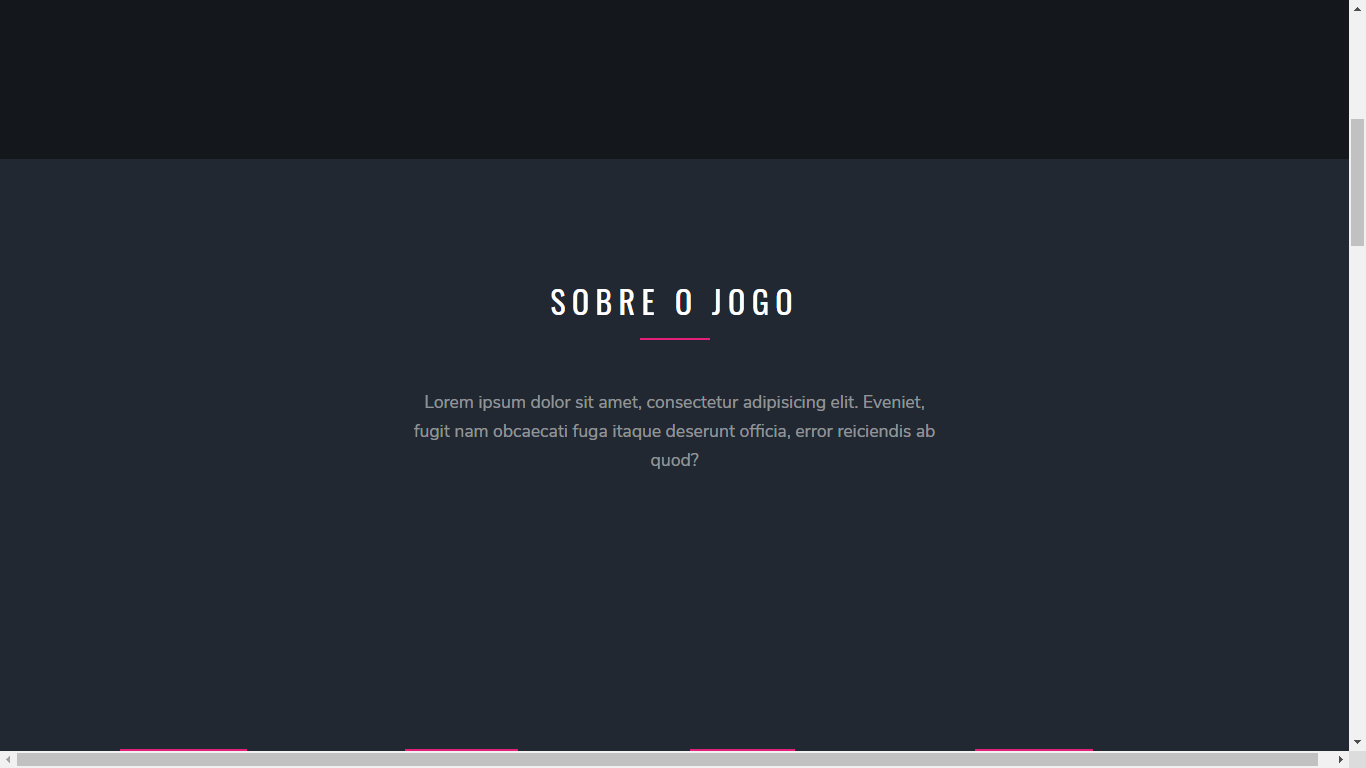 SOBRE O JOGO
Lorem ipsum dolor sit amet, consectetur adipisicing elit. Eveniet,
fugit nam obcaecati fuga itaque deserunt officia, error reiciendis ab
quod?